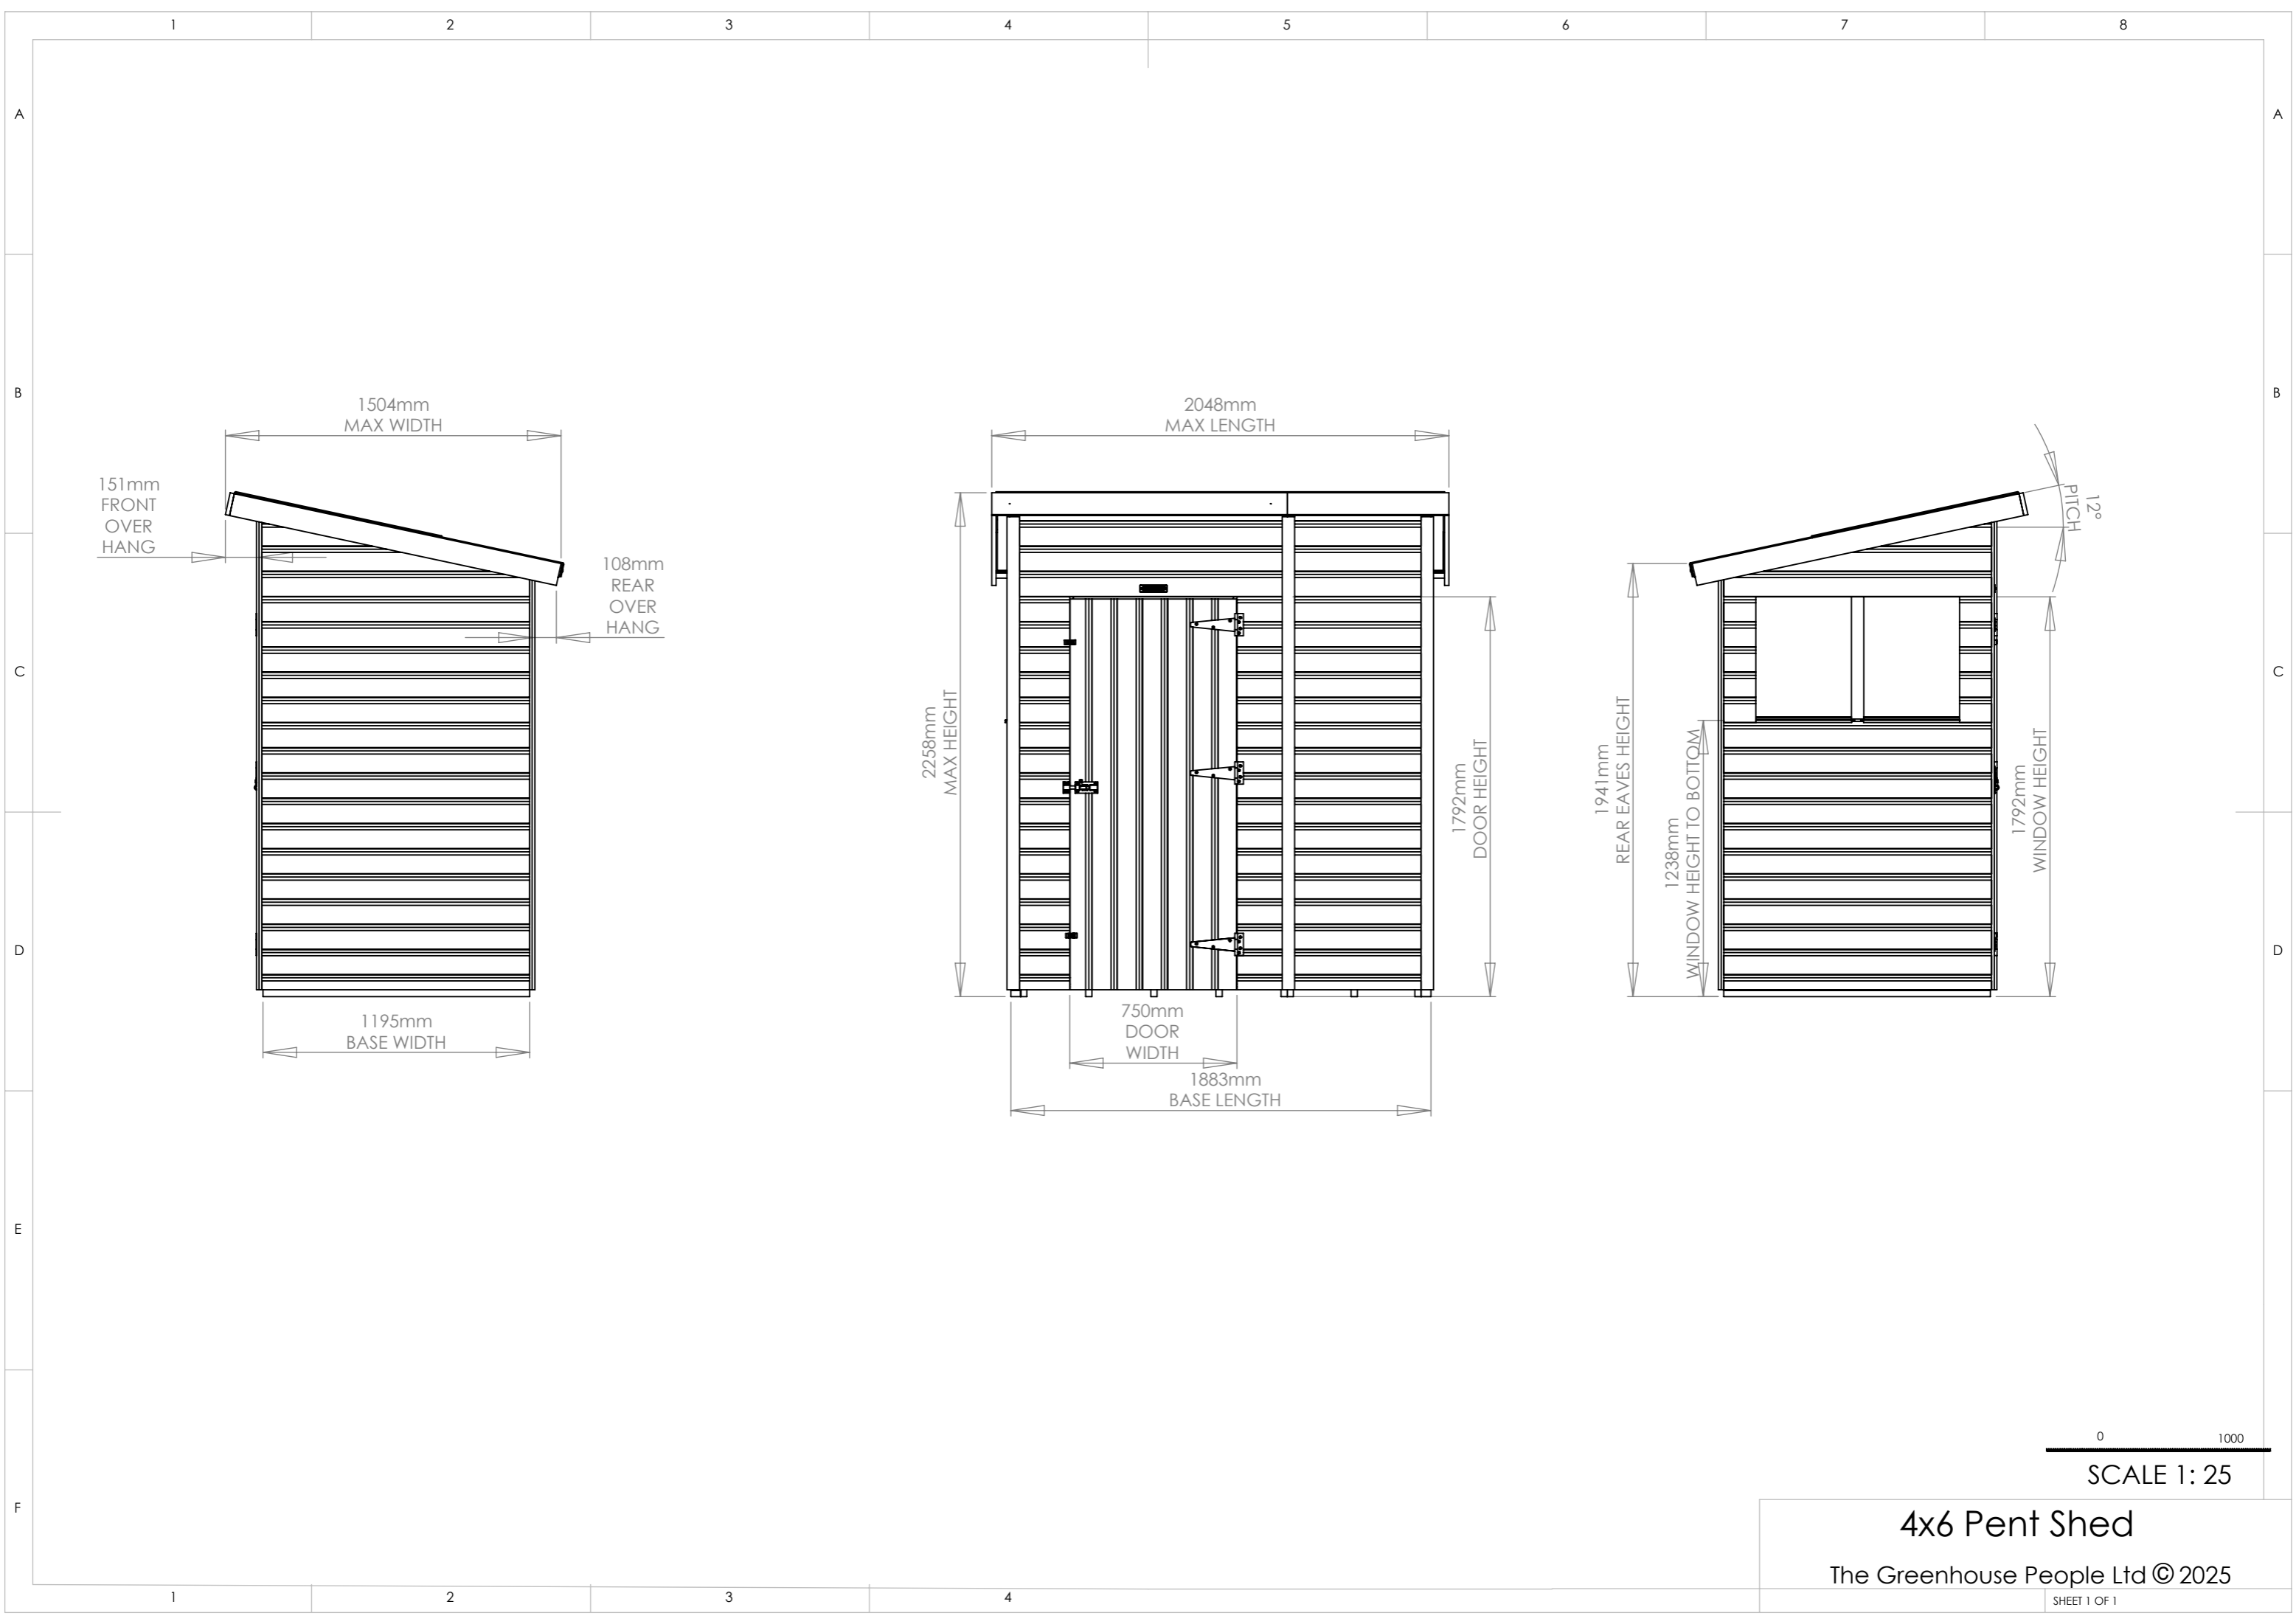 1 2 3 4 5 6 7 8
A A
B B
1504mm
MAX WIDTH
2048mm
MAX LENGTH
151mm
FRONT
OVER
HANG
12°
PITCH
108mm
REAR
OVER
HANG
C C
2258mm
MAX HEIGHT
1792mm
DOOR HEIGHT
1941mm
REAR EAVES HEIGHT
1238mm
WINDOW HEIGHT TO BOTTOM
1792mm
WINDOW HEIGHT
D D
1195mm
BASE WIDTH
750mm
DOOR
WIDTH
1883mm
BASE LENGTH
E E
0 1000
SCALE 1: 25
F F
4x6 Pent Shed
The Greenhouse People Ltd © 2025
1 2 3 4
SHEET 1 OF 1